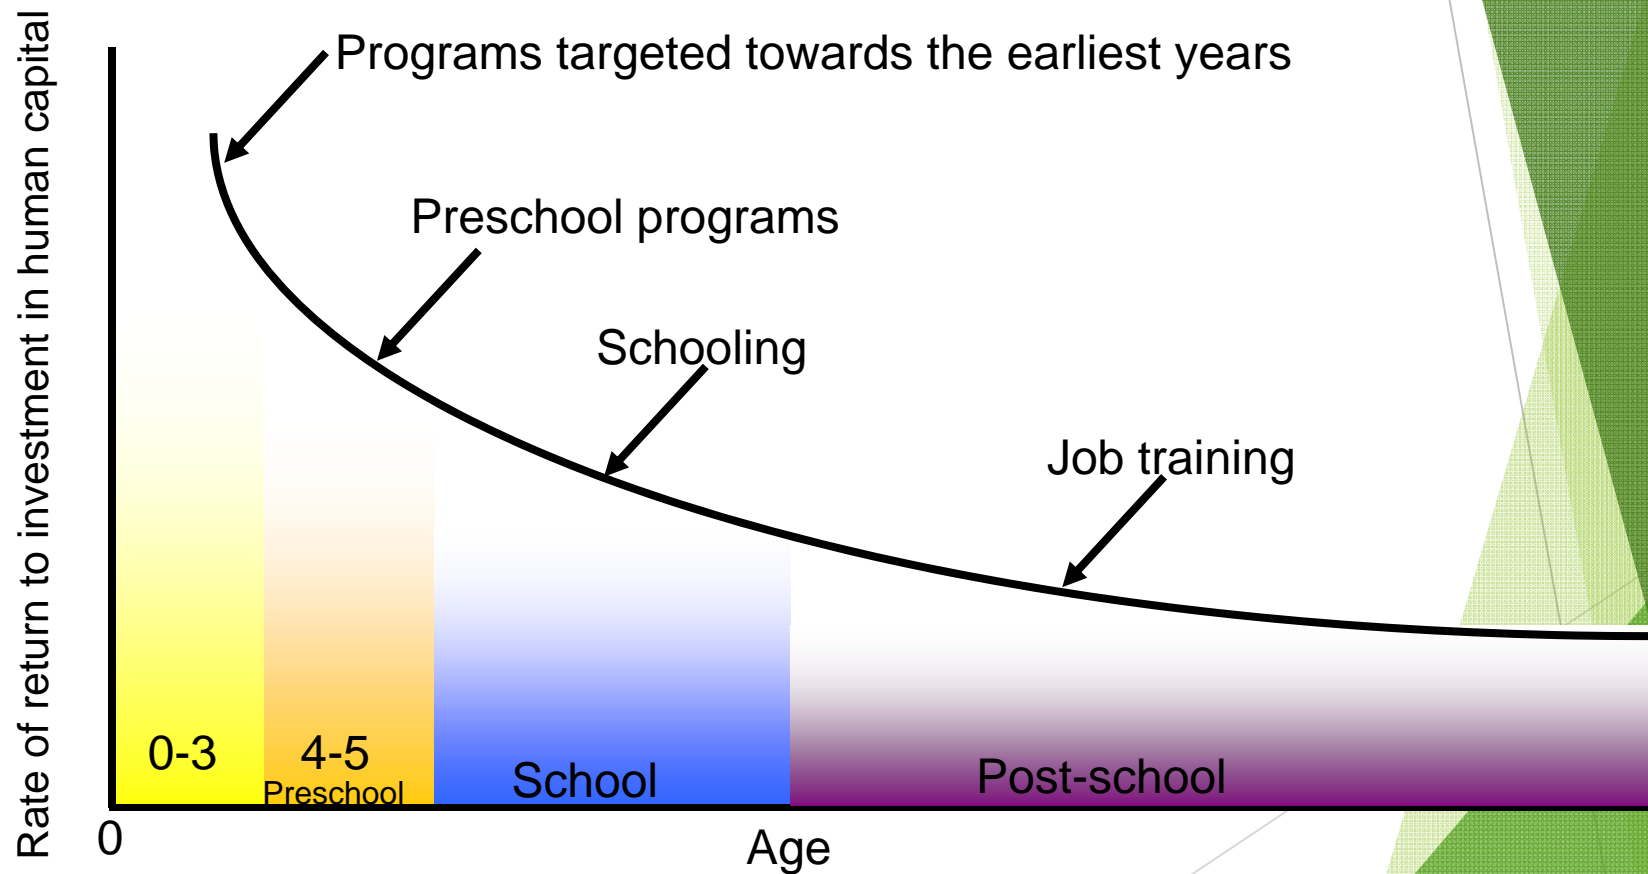 Rate of return to investment in human capital
Programs targeted towards the earliest years
Preschool programs
Schooling
Job training
0-3
4-5
Preschool
School
Post-school
0
Age